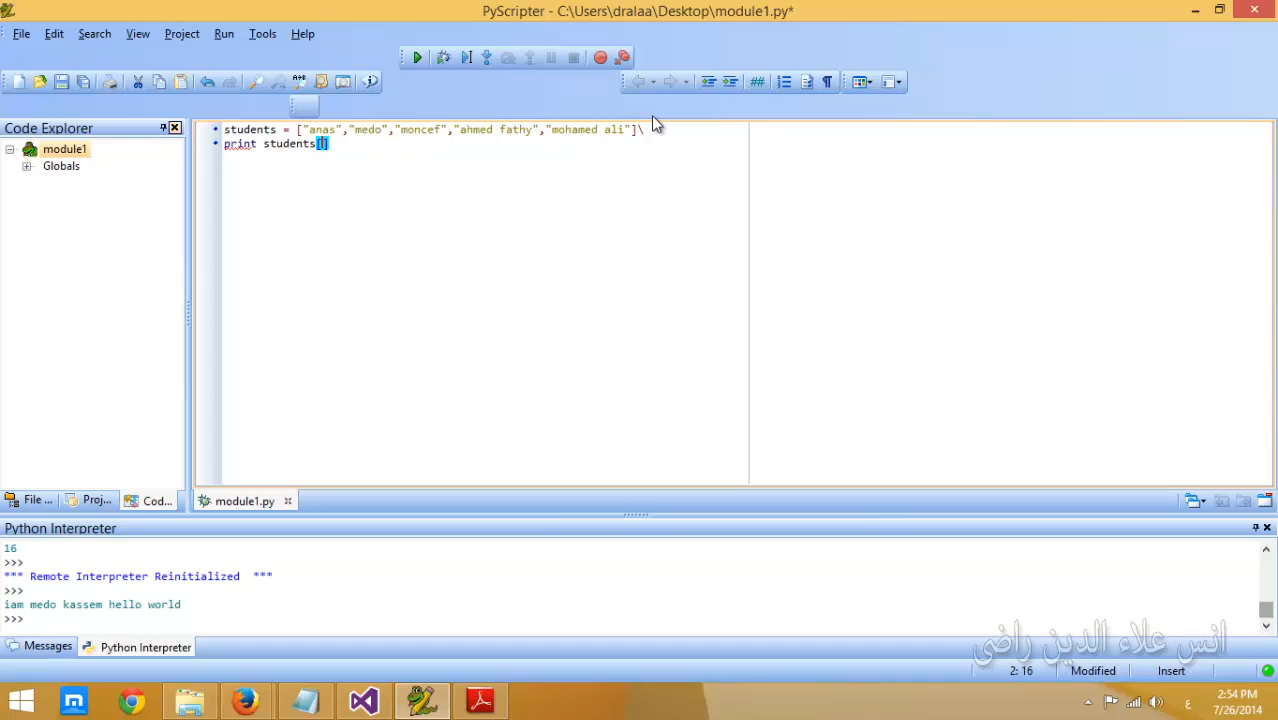 PyScripter - C:\Users\dralaa\Desktop\module1.py*
File Edit Search View Project Run Tools Help
Code Explorer
module1
Globals
students = ["anas","medo","moncef","ahmed fathy","mohamed ali"]\
print students[]
File ... Proj... Cod...
module1.py
Python Interpreter
16
>>>
*** Remote Interpreter Reinitialized ***
>>>
iam medo kassem hello world
>>>
انس علاء الدين راضى
Messages Python Interpreter
2: 16 Modified Insert
ع 2:54 PM
7/26/2014